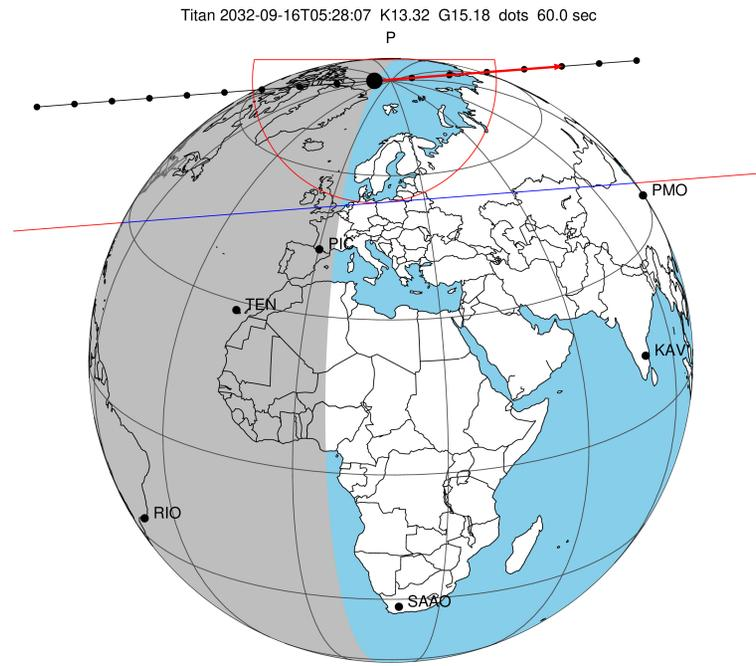 Titan 2032-09-16T05:28:07 K13.32 G15.18 dots 60.0 sec
P
PMO
PIC
TEN
KAV
RIO
SAAO